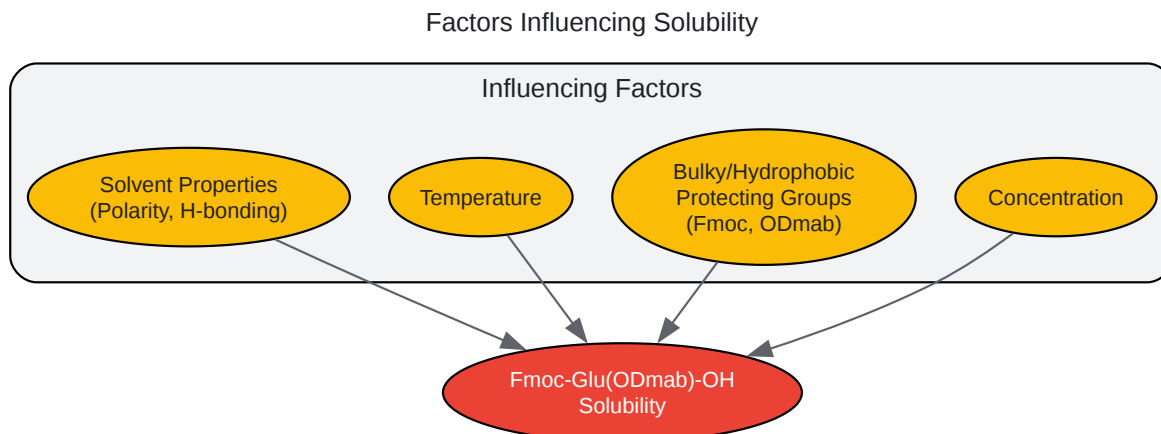 Factors Influencing Solubility
Influencing Factors
Solvent Properties
(Polarity, H-bonding)
Temperature
Bulky/Hydrophobic
Protecting Groups
(Fmoc, ODmab)
Concentration
Fmoc-Glu(ODmab)-OH
Solubility